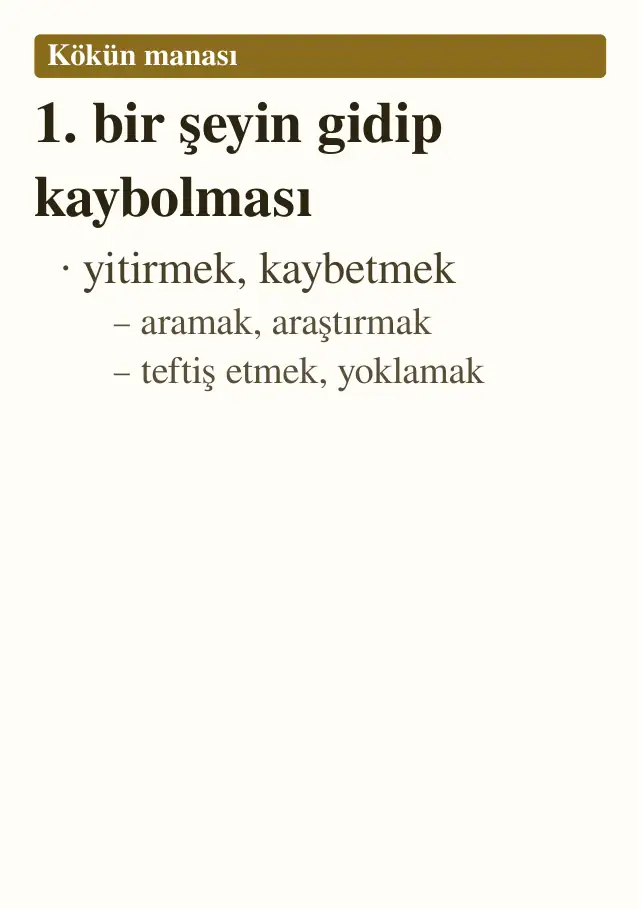 Kökün manası
1. bir şeyin gidip
kaybolması
· yitirmek, kaybetmek
– aramak, araştırmak
– teftiş etmek, yoklamak